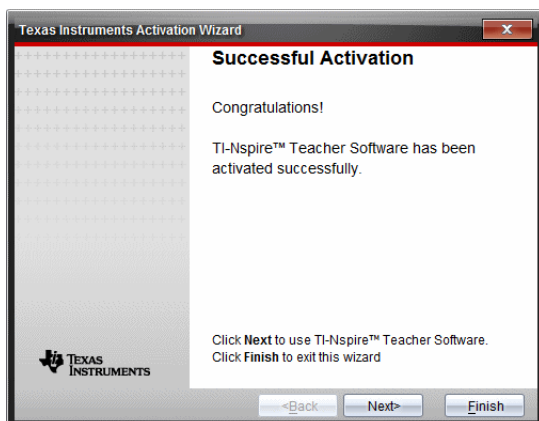 Texas Instruments Activation Wizard
x
Successful Activation
Congratulations!
TI-Nspire™ Teacher Software has been
activated successfully.
Click Next to use TI-Nspire™ Teacher Software.
Click Finish to exit this wizard
TEXAS
INSTRUMENTS
<Back Next> Finish